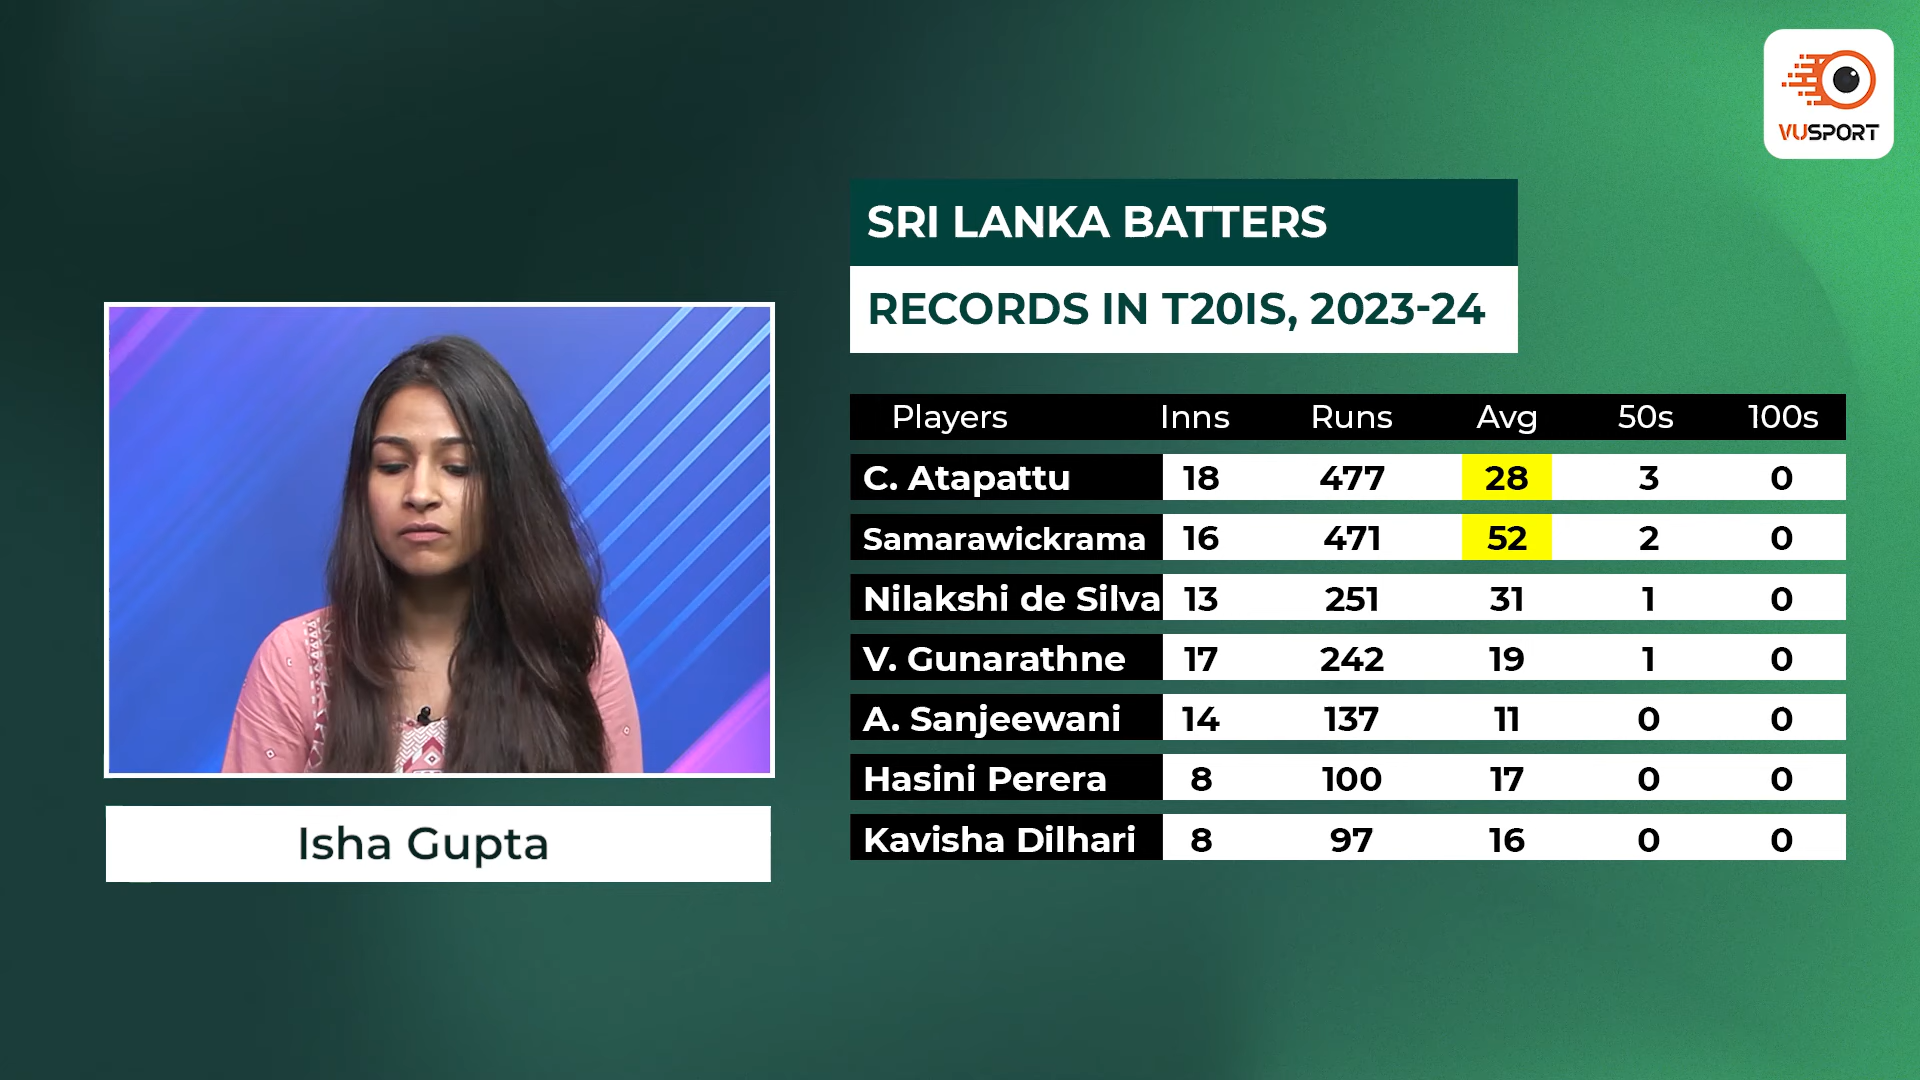 VUSPORT
SRI LANKA BATTERS
RECORDS IN T20IS, 2023-24
Players Inns Runs Avg 50s 100s
C. Atapattu 18 477 28 3 0
Samarawickrama 16 471 52 2 0
Nilakshi de Silva 13 251 31 1 0
V. Gunarathne 17 242 19 1 0
A. Sanjeewani 14 137 11 0 0
Hasini Perera 8 100 17 0 0
Kavisha Dilhari 8 97 16 0 0
Isha Gupta